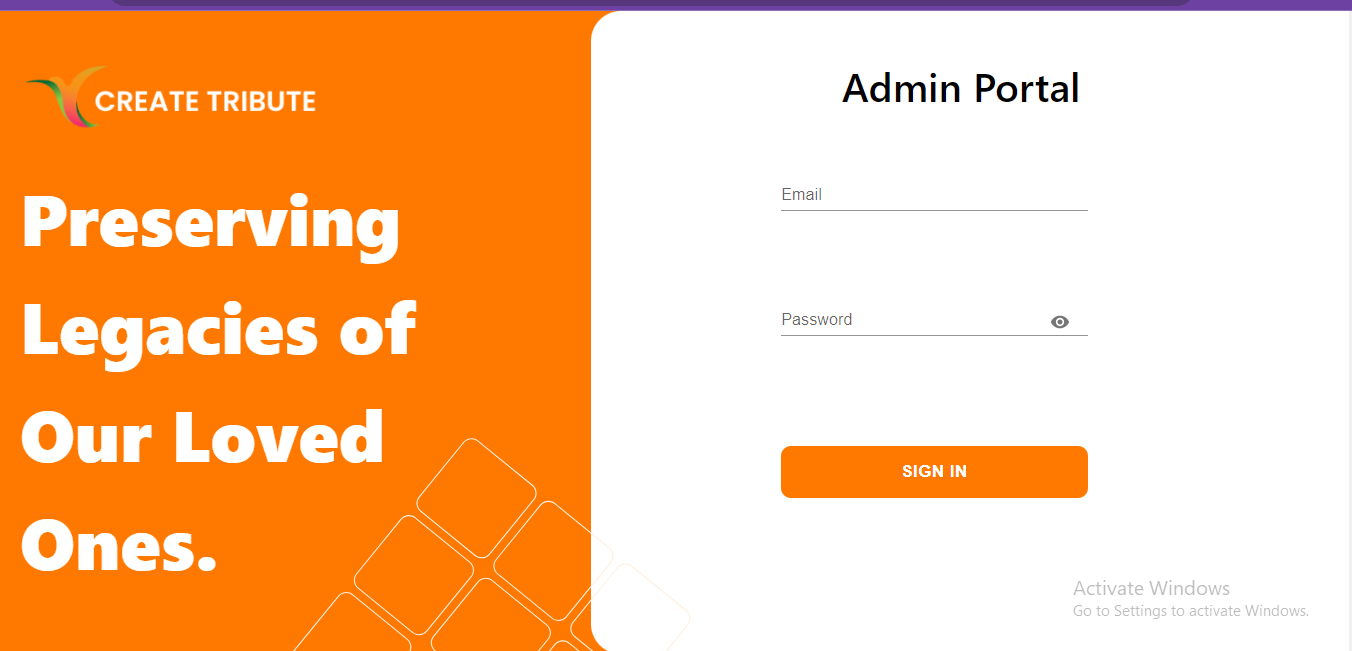 CREATE TRIBUTE
Preserving
Legacies of
Our Loved
Ones.
Admin Portal
Email
Password
SIGN IN
Activate Windows
Go to Settings to activate Windows.